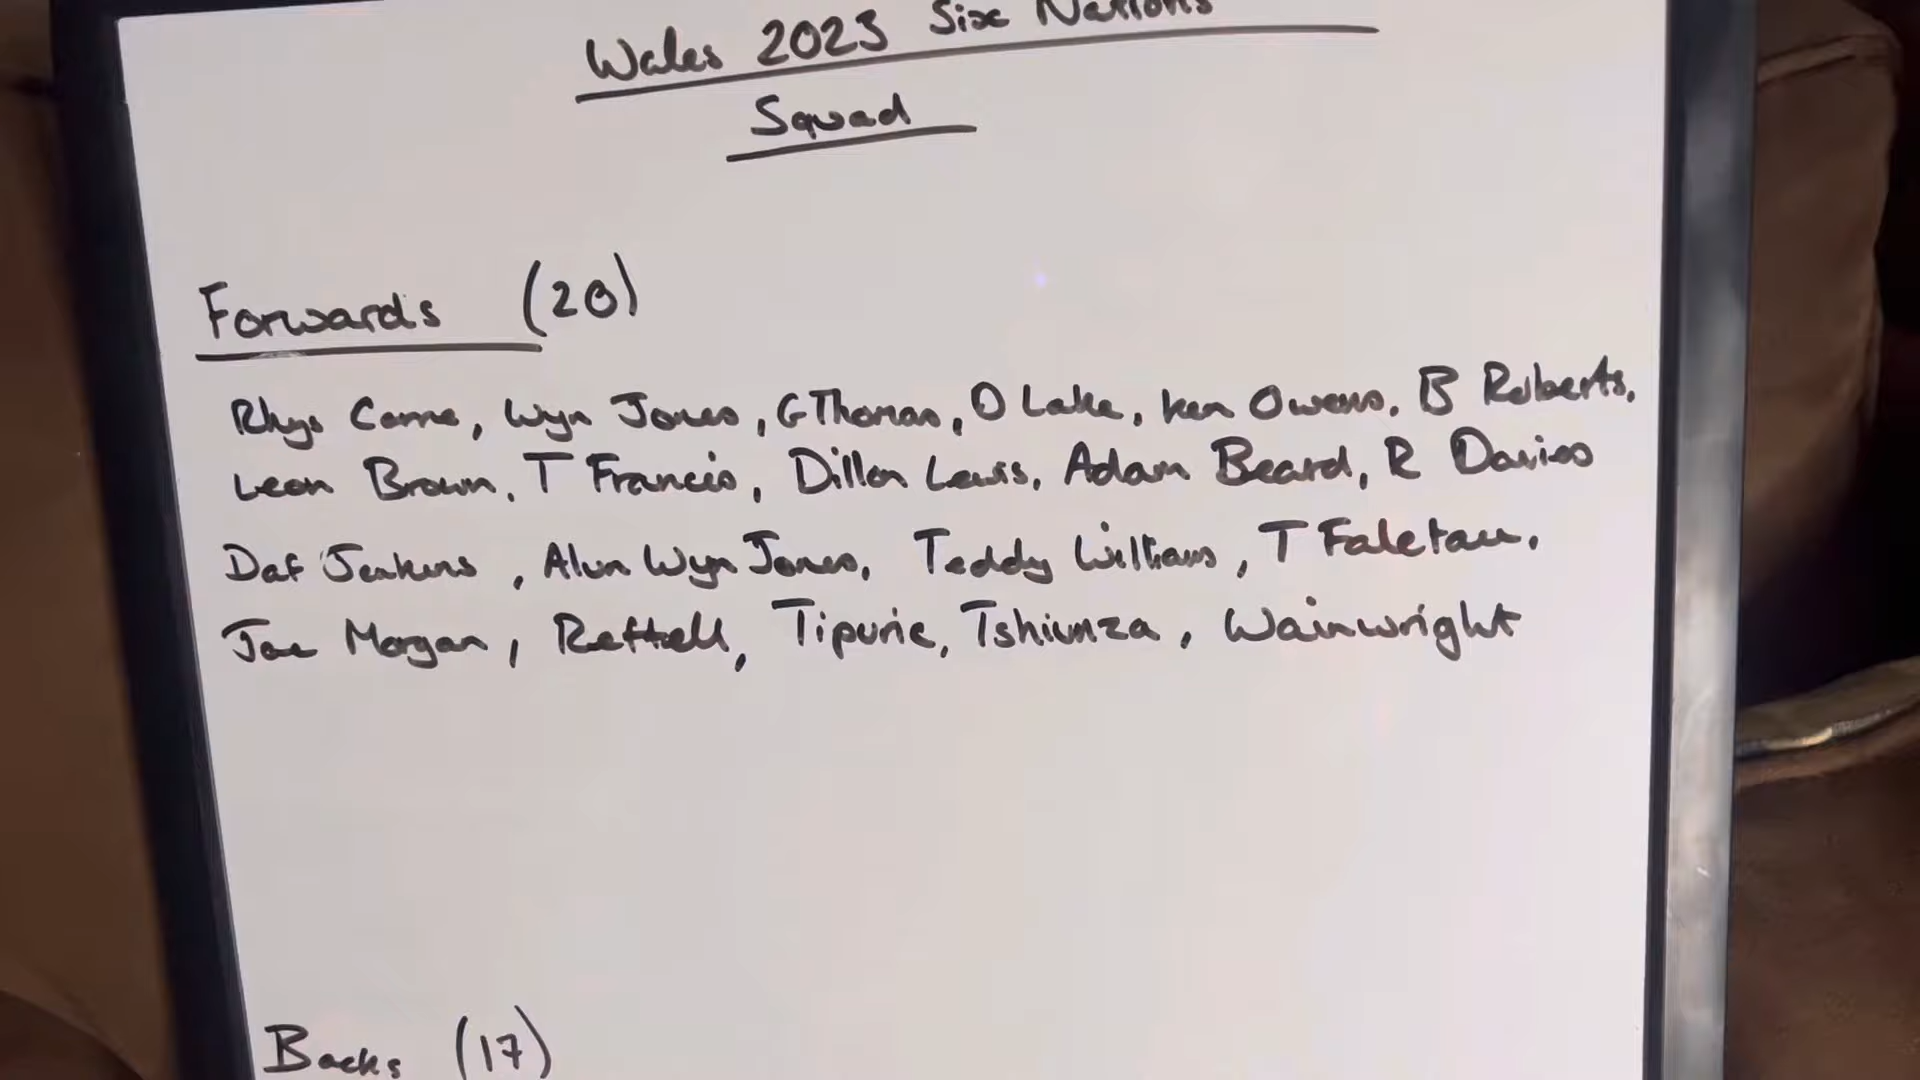 Wales 2023 Six Nations
Squad
Forwards (20)
Rhys Carre, Wyn Jones, G Thomas, D Lake, Ken Owens, B Roberts,
Leon Brown, T Francis, Dillon Lewis, Adam Beard, R Davies
Daf Jenkins, Alun Wyn Jones, Teddy Williams, T Faletau,
Jac Morgan, Reffell, Tipuric, Tshiunza, Wainwright
Backs (17)